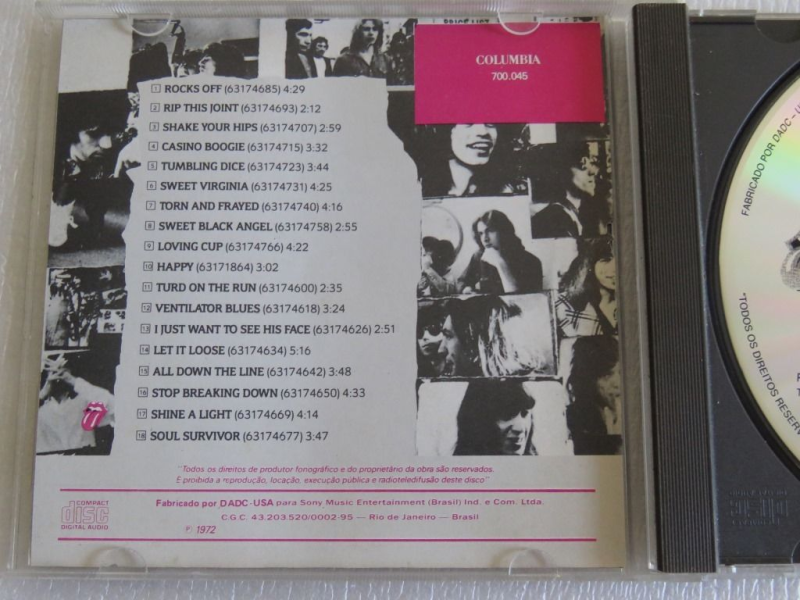 PRICE LIST
COLUMBIA
700.045
1 ROCKS OFF (63174685) 4:29
2 RIP THIS JOINT (63174693) 2:12
3 SHAKE YOUR HIPS (63174707) 2:59
4 CASINO BOOGIE (63174715) 3:32
5 TUMBLING DICE (63174723) 3:44
6 SWEET VIRGINIA (63174731) 4:25
7 TORN AND FRAYED (63174740) 4:16
8 SWEET BLACK ANGEL (63174758) 2:55
9 LOVING CUP (63174766) 4:22
10 HAPPY (63171864) 3:02
11 TURD ON THE RUN (63174600) 2:35
12 VENTILATOR BLUES (63174618) 3:24
13 I JUST WANT TO SEE HIS FACE (63174626) 2:51
14 LET IT LOOSE (63174634) 5:16
15 ALL DOWN THE LINE (63174642) 3:48
16 STOP BREAKING DOWN (63174650) 4:33
17 SHINE A LIGHT (63174669) 4:14
18 SOUL SURVIVOR (63174677) 3:47
"Todos os direitos de produtor fonográfico e do proprietário da obra são reservados.
É proibida a reprodução, locação, execução pública e radioteledifusão deste disco"
COMPACT
disc
DIGITAL AUDIO
Fabricado por DADC-USA para Sony Music Entertainment (Brasil) Ind. e Com. Ltda.
C.G.C. 43.203.520/0002-95 — Rio de Janeiro — Brasil
℗ 1972
FABRICADO POR DADC - U
"TODOS OS DIREITOS RESERV